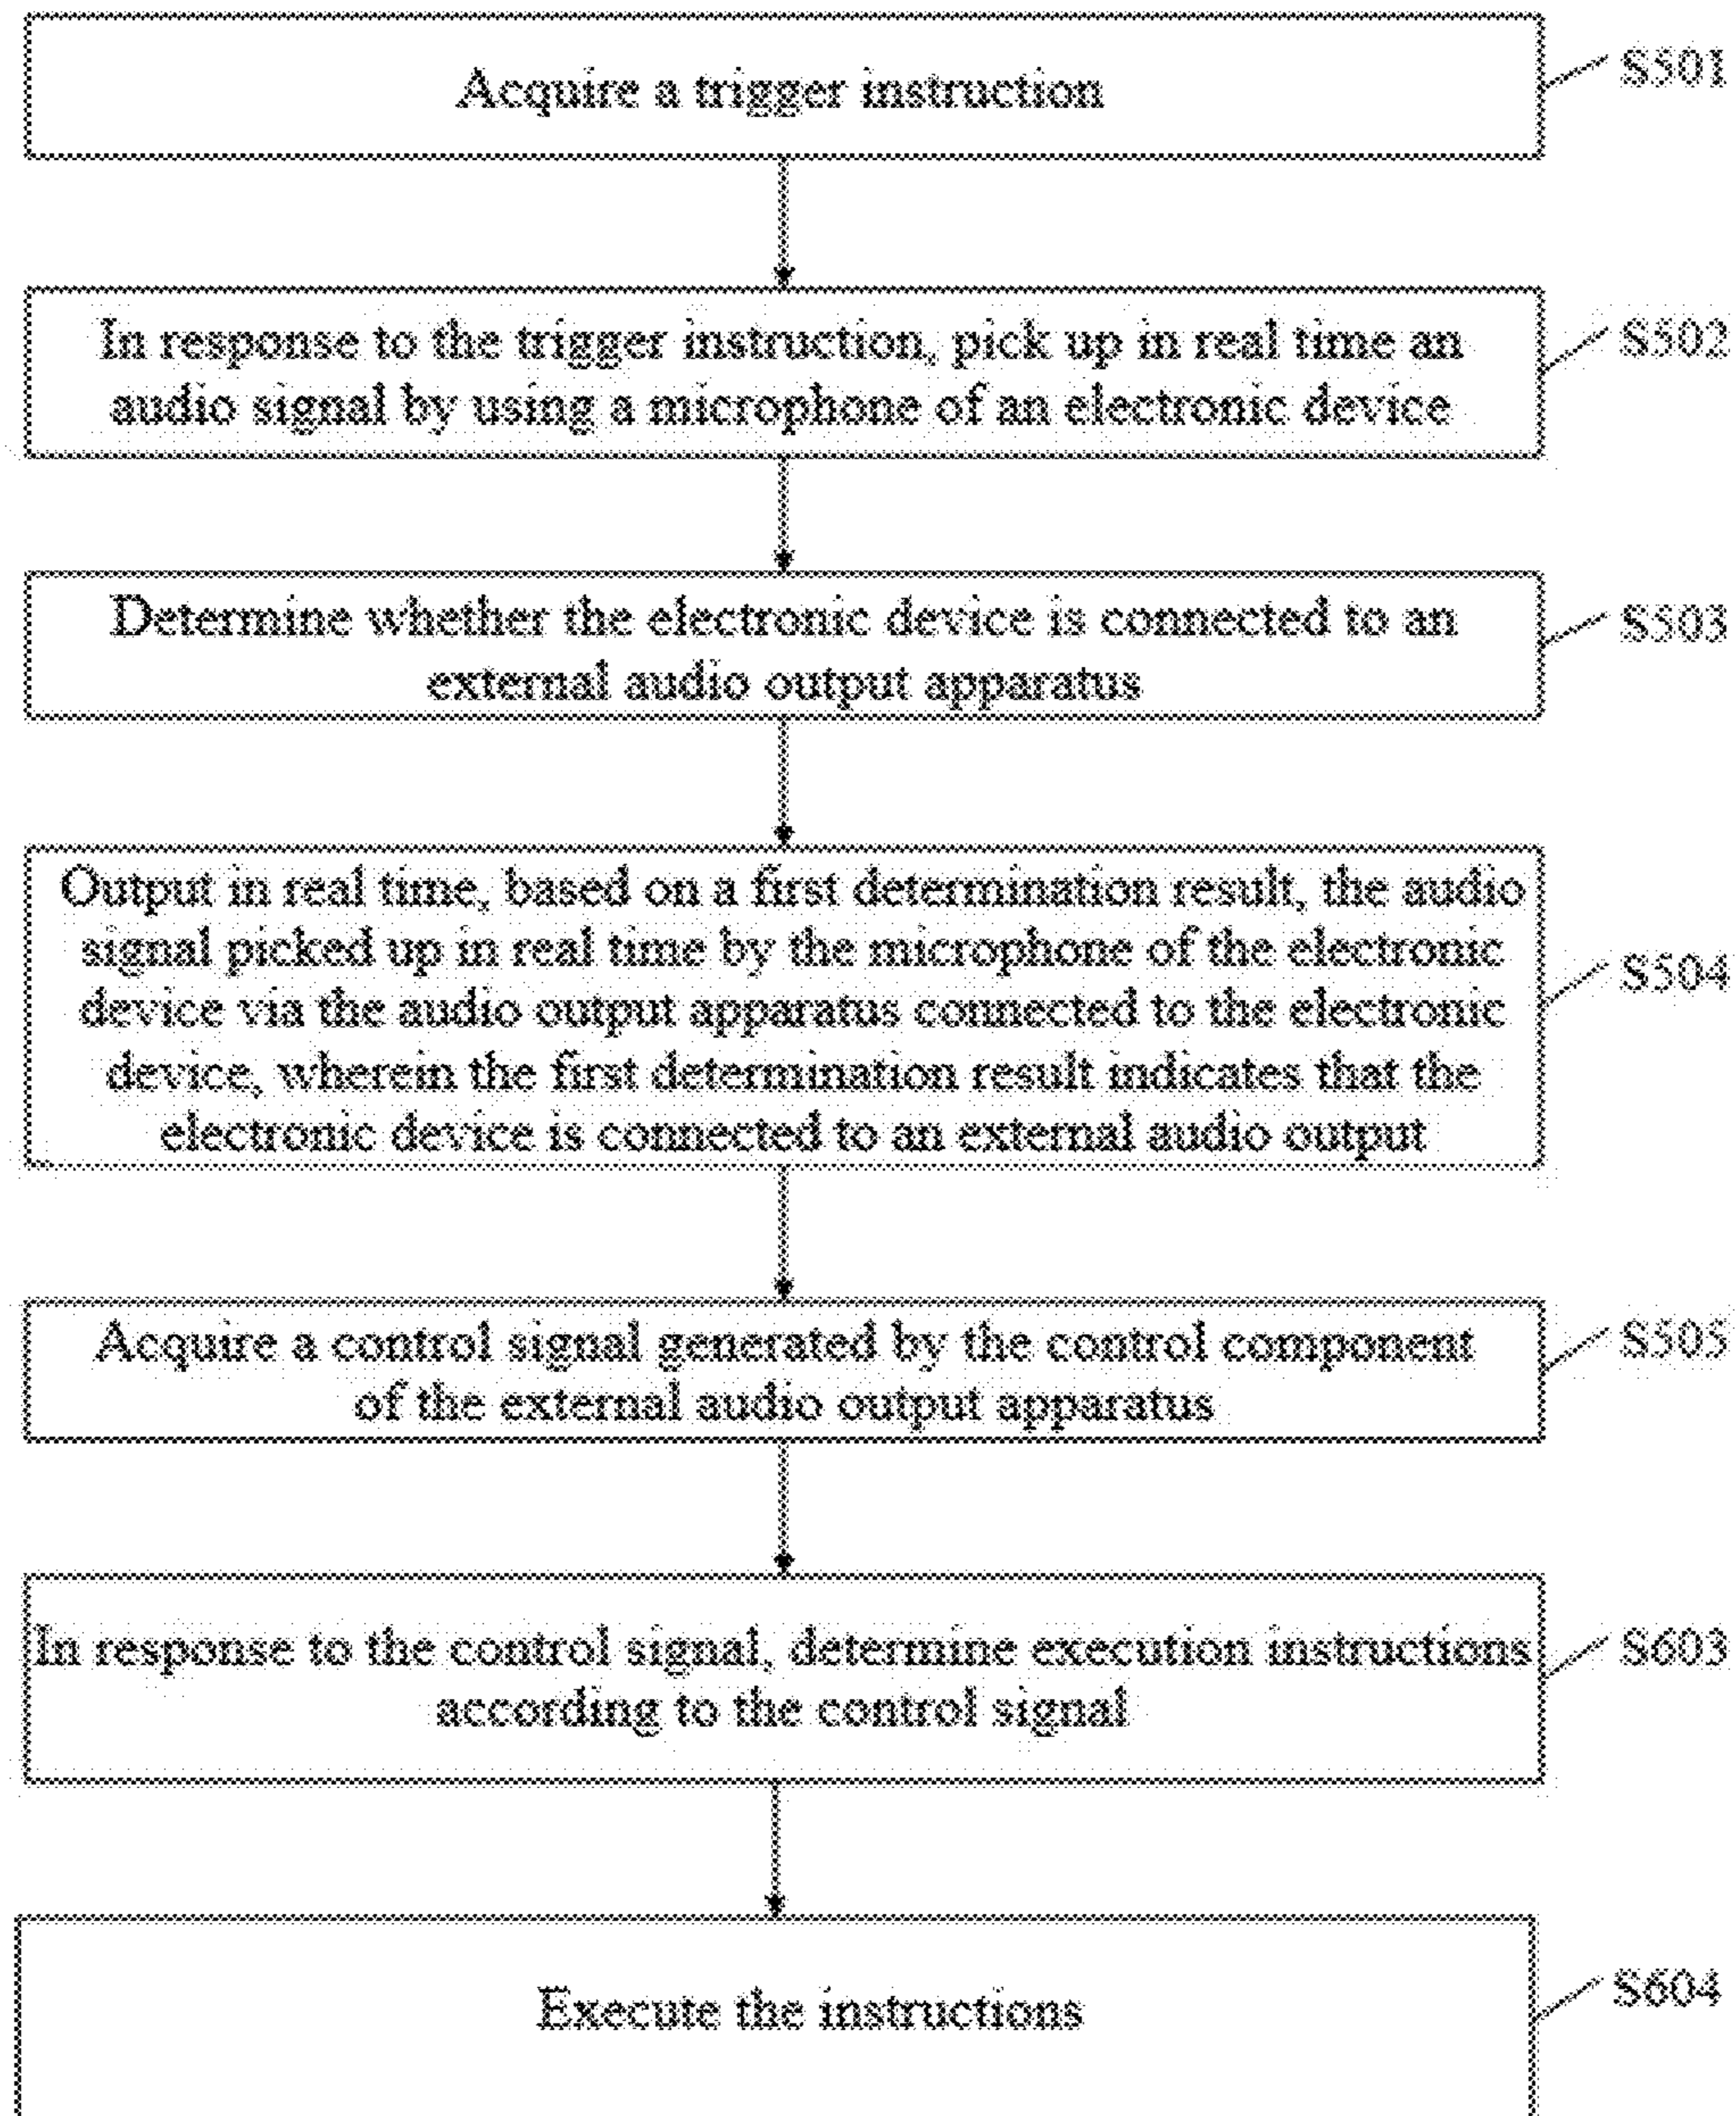 Acquire a trigger instruction
S501
In response to the trigger instruction, pick up in real time an
audio signal by using a microphone of an electronic device
S502
Determine whether the electronic device is connected to an
external audio output apparatus
S503
Output in real time, based on a first determination result, the audio
signal picked up in real time by the microphone of the electronic
device via the audio output apparatus connected to the electronic
device, wherein the first determination result indicates that the
electronic device is connected to an external audio output
S504
Acquire a control signal generated by the control component
of the external audio output apparatus
S505
In response to the control signal, determine execution instructions
according to the control signal
S603
Execute the instructions
S604